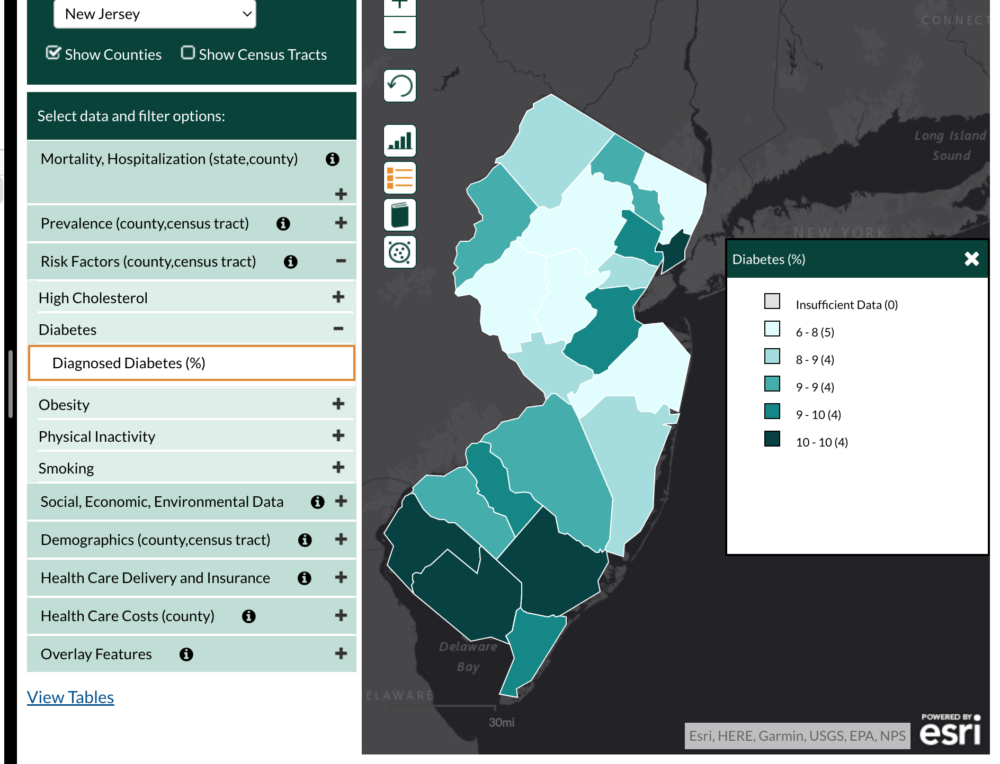 New Jersey
Show Counties
Show Census Tracts
Select data and filter options:
Mortality, Hospitalization (state,county)
Prevalence (county,census tract)
Risk Factors (county,census tract)
High Cholesterol
Diabetes
Diagnosed Diabetes (%)
Obesity
Physical Inactivity
Smoking
Social, Economic, Environmental Data
Demographics (county,census tract)
Health Care Delivery and Insurance
Health Care Costs (county)
Overlay Features
View Tables
CONNECT
Long Island
Sound
NEW YORK
Diabetes (%)
Insufficient Data (0)
6 - 8 (5)
8 - 9 (4)
9 - 9 (4)
9 - 10 (4)
10 - 10 (4)
Delaware
Bay
ELAWARE
30mi
Esri, HERE, Garmin, USGS, EPA, NPS
POWERED BY
esri